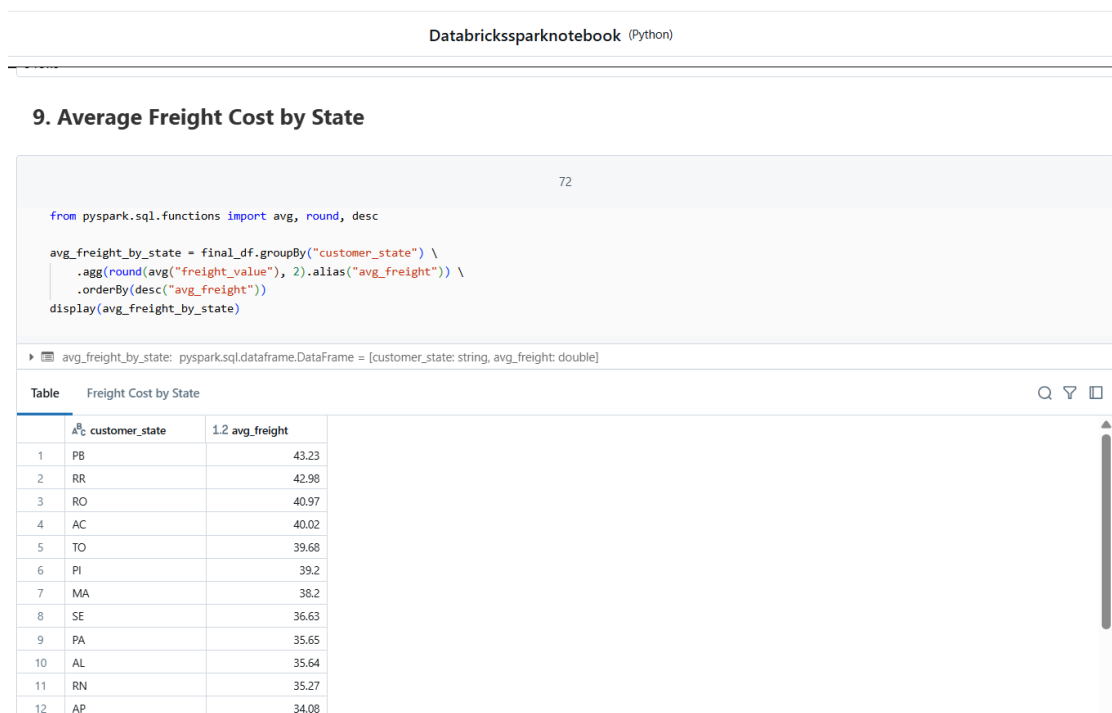 Databrickssparknotebook (Python)
9. Average Freight Cost by State
72
from pyspark.sql.functions import avg, round, desc
avg_freight_by_state = final_df.groupBy("customer_state") \
.agg(round(avg("freight_value"), 2).alias("avg_freight")) \
.orderBy(desc("avg_freight"))
display(avg_freight_by_state)
avg_freight_by_state: pyspark.sql.dataframe.DataFrame = [customer_state: string, avg_freight: double]
Table Freight Cost by State
ABC customer_state 1.2 avg_freight
1 PB 43.23
2 RR 42.98
3 RO 40.97
4 AC 40.02
5 TO 39.68
6 PI 39.2
7 MA 38.2
8 SE 36.63
9 PA 35.65
10 AL 35.64
11 RN 35.27
12 AP 34.08